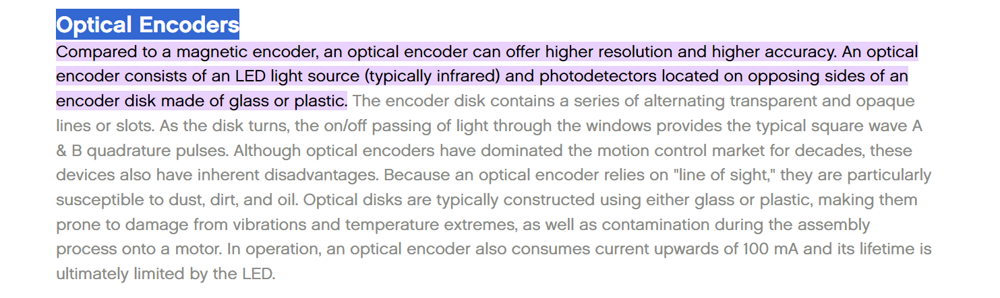 Optical Encoders
Compared to a magnetic encoder, an optical encoder can offer higher resolution and higher accuracy. An optical
encoder consists of an LED light source (typically infrared) and photodetectors located on opposing sides of an
encoder disk made of glass or plastic. The encoder disk contains a series of alternating transparent and opaque
lines or slots. As the disk turns, the on/off passing of light through the windows provides the typical square wave A
& B quadrature pulses. Although optical encoders have dominated the motion control market for decades, these
devices also have inherent disadvantages. Because an optical encoder relies on "line of sight," they are particularly
susceptible to dust, dirt, and oil. Optical disks are typically constructed using either glass or plastic, making them
prone to damage from vibrations and temperature extremes, as well as contamination during the assembly
process onto a motor. In operation, an optical encoder also consumes current upwards of 100 mA and its lifetime is
ultimately limited by the LED.